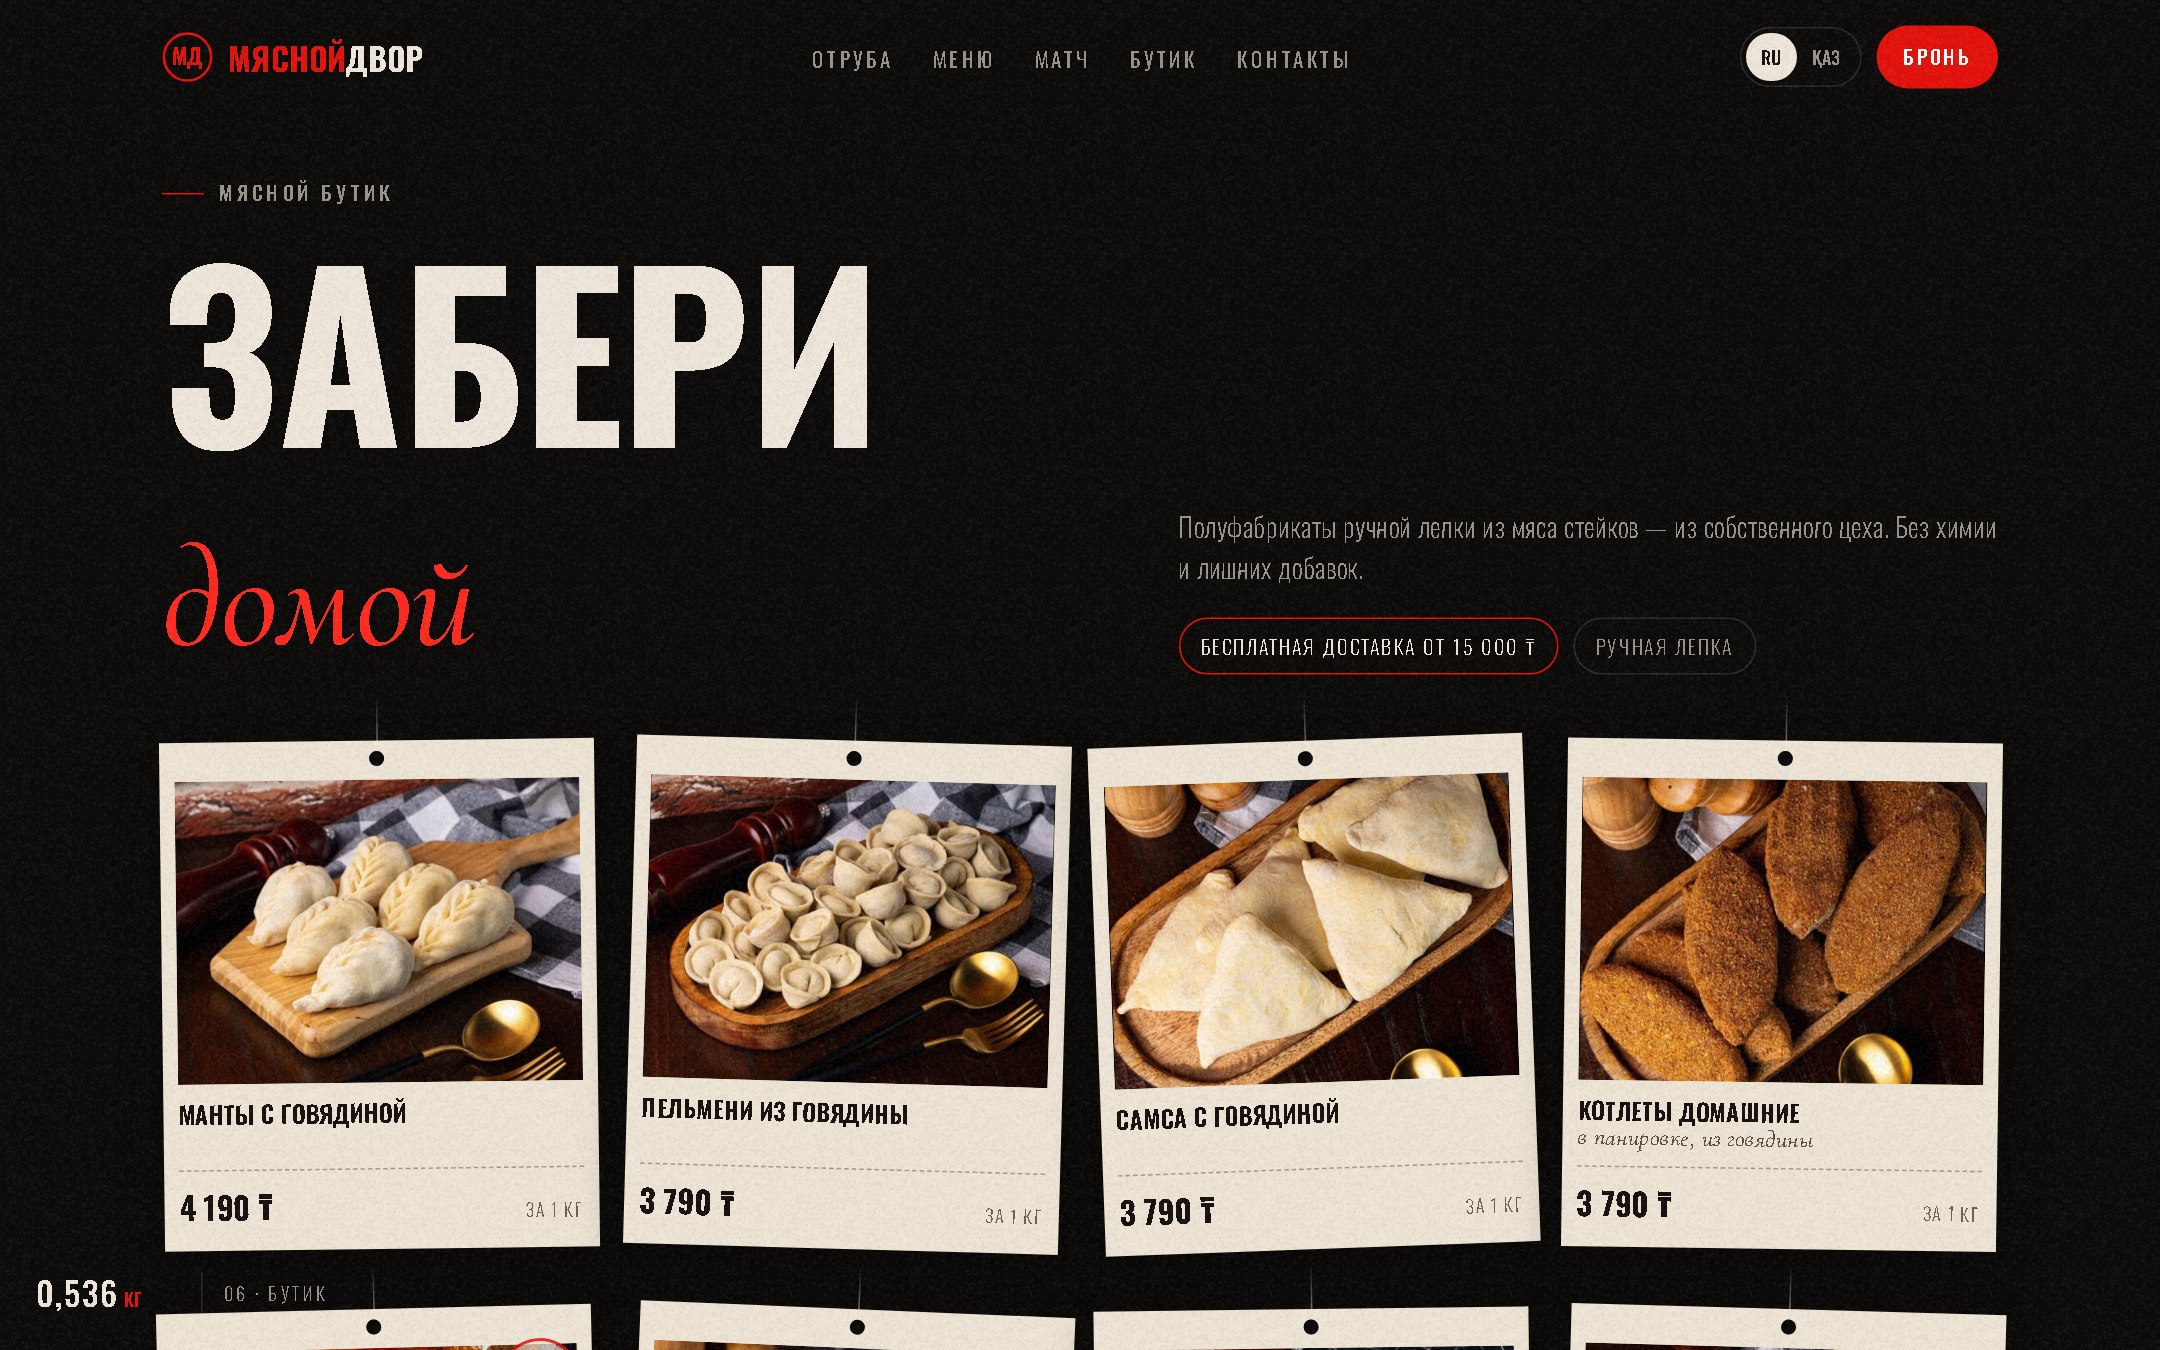 МД МЯСНОЙДВОР
ОТРУБА МЕНЮ МАТЧ БУТИК КОНТАКТЫ
RU ҚАЗ
БРОНЬ
МЯСНОЙ БУТИК
ЗАБЕРИ
домой
Полуфабрикаты ручной лепки из мяса стейков — из собственного цеха. Без химии
и лишних добавок.
БЕСПЛАТНАЯ ДОСТАВКА ОТ 15 000 ₸
РУЧНАЯ ЛЕПКА
МАНТЫ С ГОВЯДИНОЙ
4 190 ₸ ЗА 1 КГ
ПЕЛЬМЕНИ ИЗ ГОВЯДИНЫ
3 790 ₸ ЗА 1 КГ
САМСА С ГОВЯДИНОЙ
3 790 ₸ ЗА 1 КГ
КОТЛЕТЫ ДОМАШНИЕ
в панировке, из говядины
3 790 ₸ ЗА 1 КГ
0,536 кг
06 · БУТИК